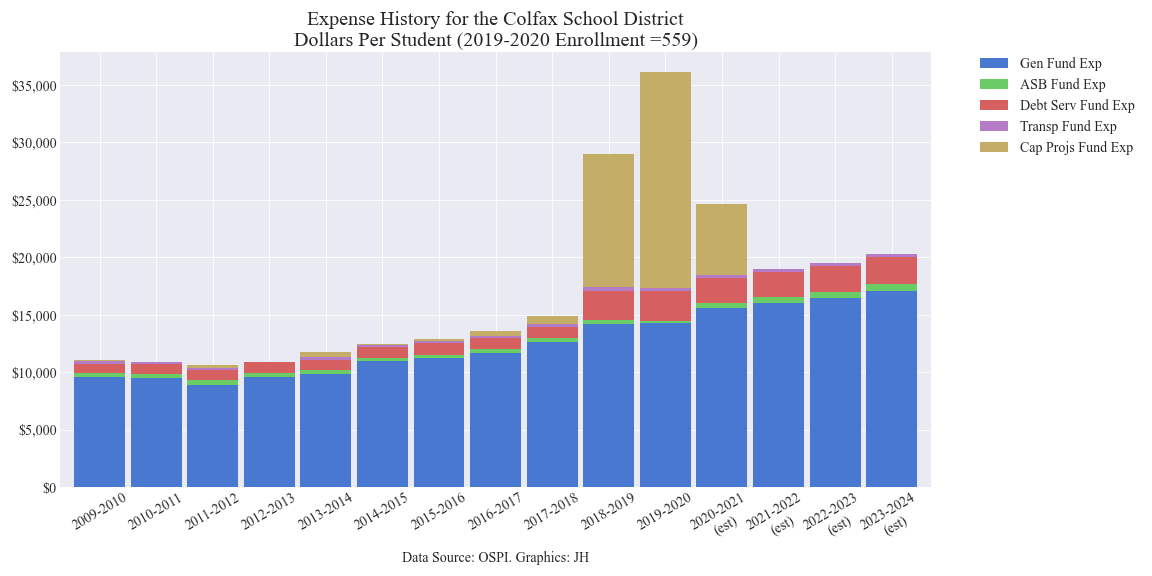 Expense History for the Colfax School District
Dollars Per Student (2019-2020 Enrollment =559)
Gen Fund Exp
ASB Fund Exp
Debt Serv Fund Exp
Transp Fund Exp
Cap Projs Fund Exp
$35,000
$30,000
$25,000
$20,000
$15,000
$10,000
$5,000
$0
2009-2010
2010-2011
2011-2012
2012-2013
2013-2014
2014-2015
2015-2016
2016-2017
2017-2018
2018-2019
2019-2020
2020-2021
(est)
2021-2022
(est)
2022-2023
(est)
2023-2024
(est)
Data Source: OSPI. Graphics: JH